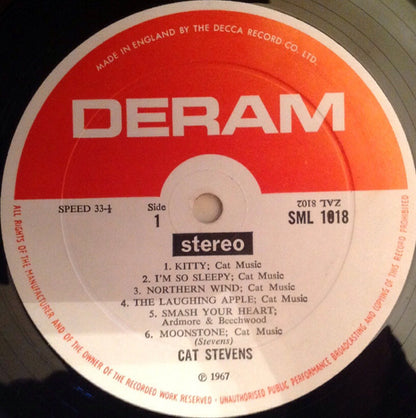 MADE IN ENGLAND BY THE DECCA RECORD CO. LTD.
DERAM
SPEED 33-⅓
Side
1
ZAL 8102
SML 1018
stereo
1. KITTY; Cat Music
2. I'M SO SLEEPY; Cat Music
3. NORTHERN WIND; Cat Music
4. THE LAUGHING APPLE; Cat Music
5. SMASH YOUR HEART;
Ardmore & Beechwood
6. MOONSTONE; Cat Music
(Stevens)
CAT STEVENS
℗ 1967
ALL RIGHTS OF THE MANUFACTURER AND OF THE OWNER OF THE RECORDED WORK RESERVED - UNAUTHORISED PUBLIC PERFORMANCE BROADCASTING AND COPYING OF THIS RECORD PROHIBITED